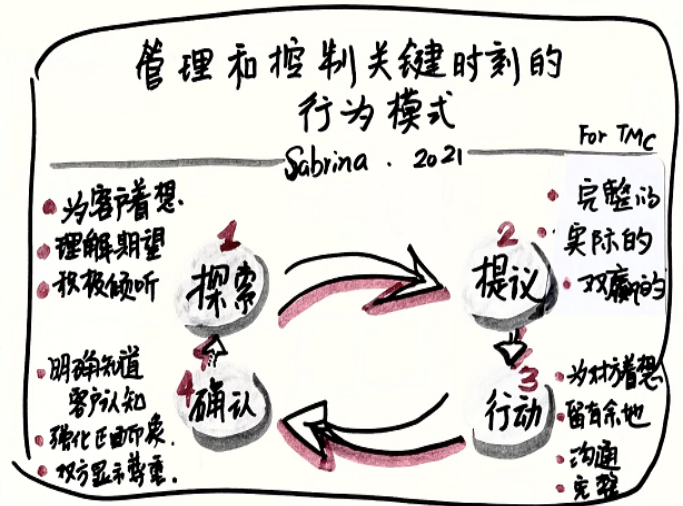 管理和控制关键时刻的
行为模式
For TMC
Sabrina . 2021
为客户着想.
理解期望
积极倾听
1
探索
2
提议
完整的
实际的
双赢的
明确知道
客户认知
强化正面印象.
双方显示尊重.
4
确认
3
行动
为对方着想
留有余地
沟通
完整